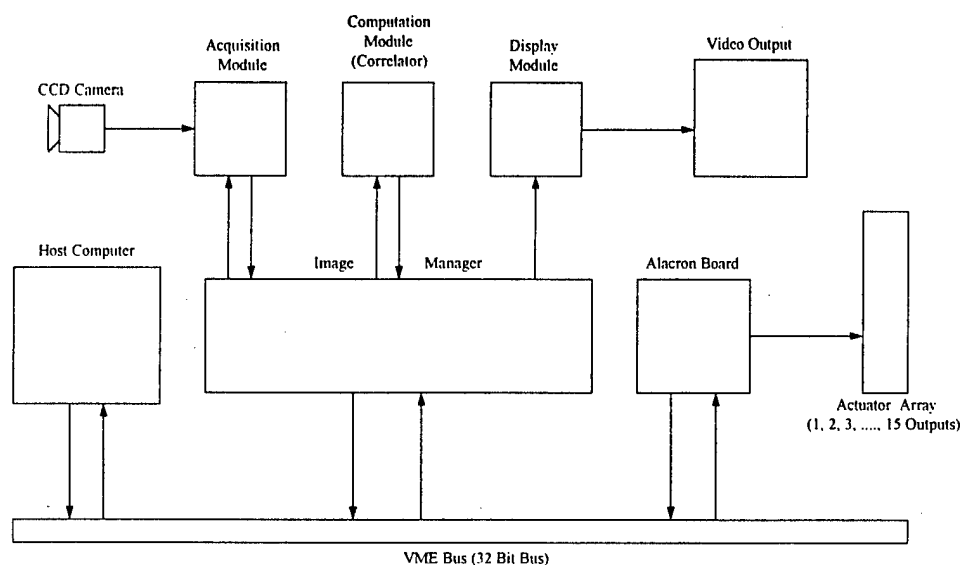 Computation
Module
(Correlator)
Acquisition
Module
Display
Module
Video Output
CCD Camera
Host Computer
Image Manager
Alacron Board
Actuator Array
(1, 2, 3, ...., 15 Outputs)
VME Bus (32 Bit Bus)